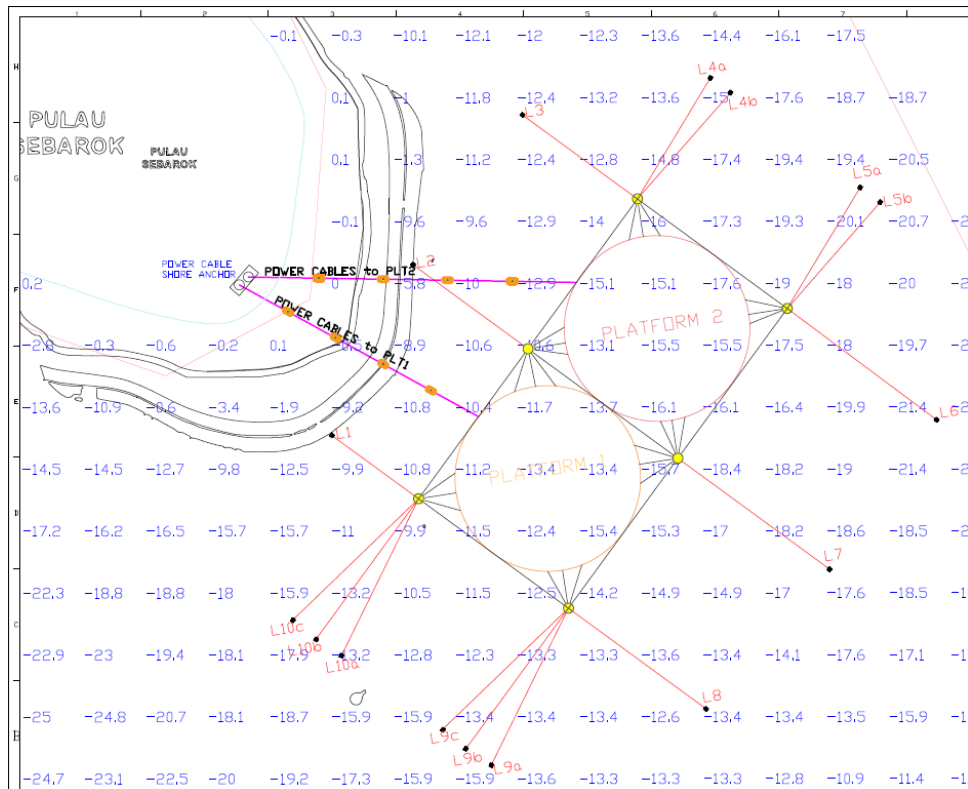 1 2 3 4 5 6 7 8
-0.1 -0.3 -10.1 -12.1 -12 -12.3 -13.6 -14.4 -16.1 -17.5
H
L4a
0.1 -1 -11.8 -12.4 -13.2 -13.6 -15. -17.6 -18.7 -18.7
L3 L4b
PULAU
SEBAROK
PULAU
SEBAROK
0.1 -1.3 -11.2 -12.4 -12.8 -14.8 -17.4 -19.4 -19.4 -20.5
G
L5a
L5b
-0.1 -9.6 -9.6 -12.9 -14 -16 -17.3 -19.3 -20.1 -20.7
POWER CABLE
SHORE ANCHOR
L2
POWER CABLES to PLT2
0.2 0 -5.8 -10 -12.9 -15.1 -15.1 -17.6 -19 -18 -20
F
POWER CABLES to PLT1
PLATFORM 2
-2.8 -0.3 -0.6 -0.2 0.1 -8.9 -10.6 -13.1 -15.5 -17.5 -18 -19.7
E
-13.6 -10.9 -6.6 -3.4 -1.9 -9.2 -10.8 -10.4 -11.7 -13.7 -16.1 -16.1 -16.4 -19.9 -21.4
L6
L1
PLATFORM 1
-14.5 -14.5 -12.7 -9.8 -12.5 -9.9 -10.8 -11.2 -13.4 -13.4 -15.7 -18.4 -18.2 -19 -21.4
D
-17.2 -16.2 -16.5 -15.7 -15.7 -11 -9.9 -11.5 -12.4 -15.4 -15.3 -17 -18.2 -18.6 -18.5
L7
-22.3 -18.8 -18.8 -18 -15.9 -13.2 -10.5 -11.5 -12.5 -14.2 -14.9 -14.9 -17 -17.6 -18.5
C
L10c
L10b
L10a
-22.9 -23 -19.4 -18.1 -17.9 -13.2 -12.8 -12.3 -13.3 -13.3 -13.6 -13.4 -14.1 -17.6 -17.1
L8
-25 -24.8 -20.7 -18.1 -18.7 -15.9 -15.9 -13.4 -13.4 -13.4 -12.6 -13.4 -13.4 -13.5 -15.9
B
L9c
L9b
L9a
-24.7 -23.1 -22.5 -20 -19.2 -17.3 -15.9 -15.9 -13.6 -13.3 -13.3 -13.3 -12.8 -10.9 -11.4